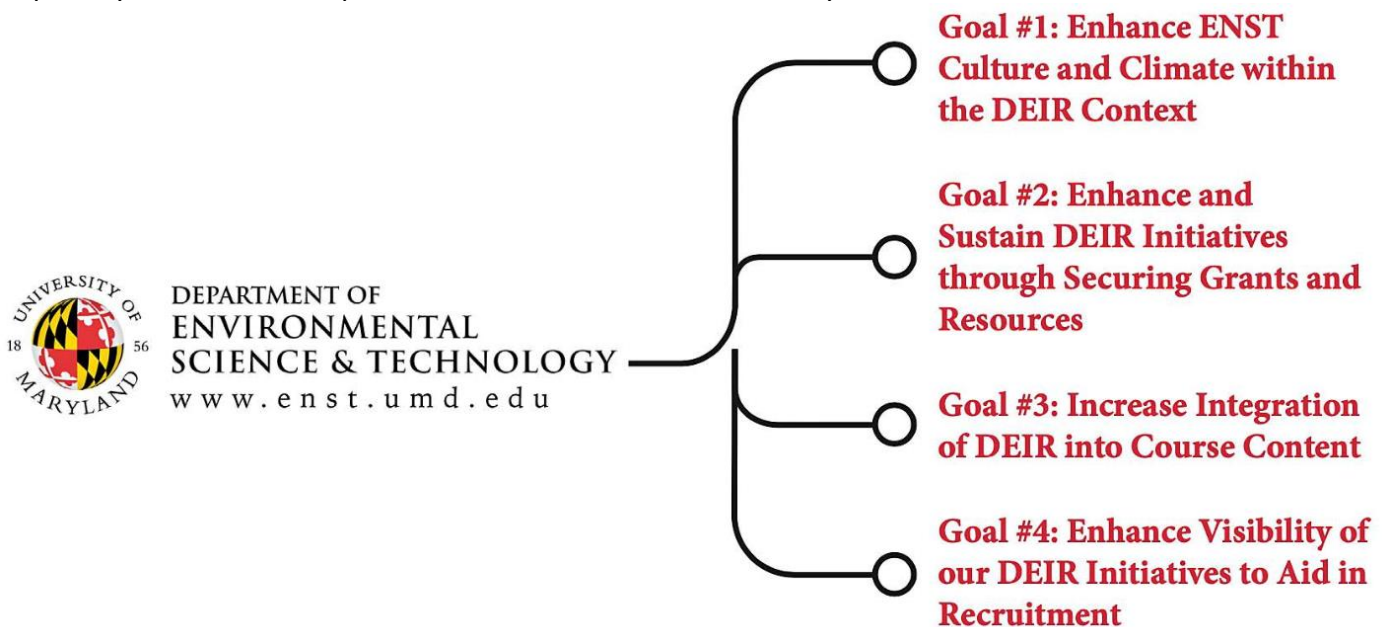 UNIVERSITY OF
18 56
MARYLAND
DEPARTMENT OF
ENVIRONMENTAL
SCIENCE & TECHNOLOGY
www.enst.umd.edu
Goal #1: Enhance ENST
Culture and Climate within
the DEIR Context
Goal #2: Enhance and
Sustain DEIR Initiatives
through Securing Grants and
Resources
Goal #3: Increase Integration
of DEIR into Course Content
Goal #4: Enhance Visibility of
our DEIR Initiatives to Aid in
Recruitment